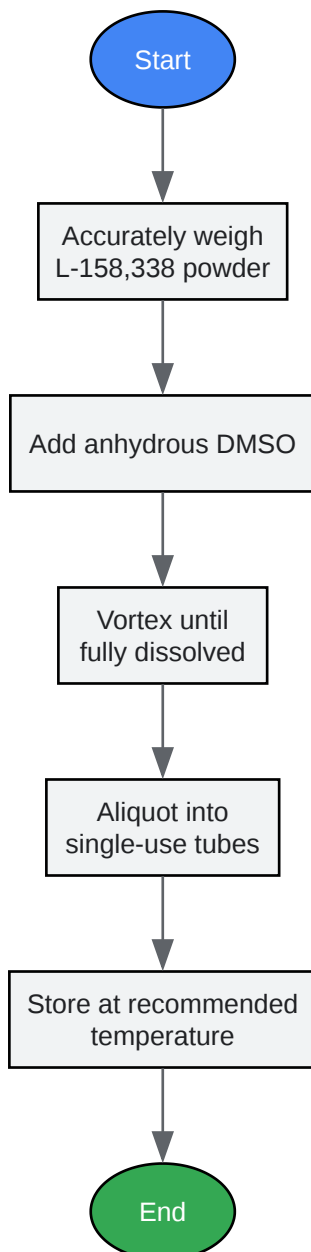 Start
Accurately weigh
L-158,338 powder
Add anhydrous DMSO
Vortex until
fully dissolved
Aliquot into
single-use tubes
Store at recommended
temperature
End